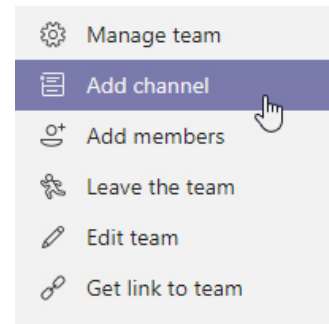 Manage team
Add channel
Add members
Leave the team
Edit team
Get link to team